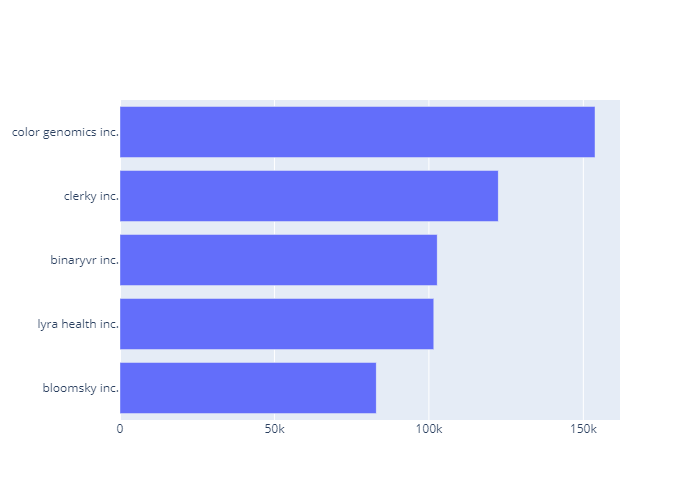 color genomics inc.
clerky inc.
binaryvr inc.
lyra health inc.
bloomsky inc.
0 50k 100k 150k